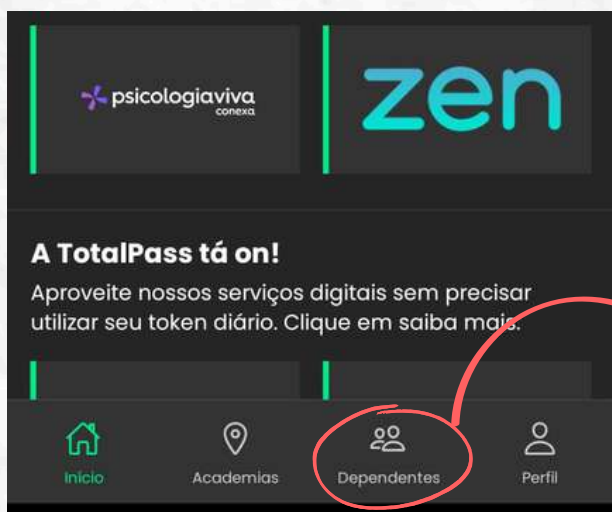 psicologiaviva
conexa
zen
A TotalPass tá on!
Aproveite nossos serviços digitais sem precisar
utilizar seu token diário. Clique em saiba mais.
Início
Academias
Dependentes
Perfil